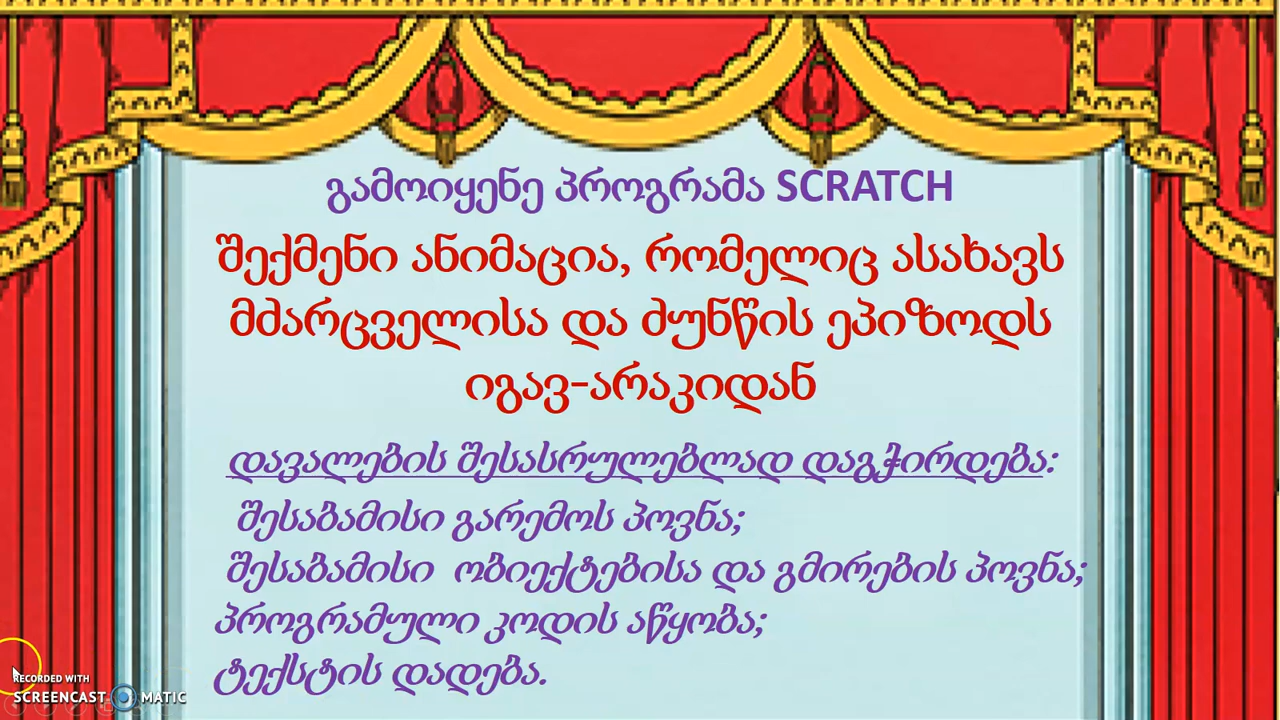 გამოიყენე პროგრამა SCRATCH
შექმენი ანიმაცია, რომელიც ასახავს
მძარცველისა და ძუნწის ეპიზოდს
იგავ-არაკიდან
დავალების შესასრულებლად დაგჭირდება:
შესაბამისი გარემოს პოვნა;
შესაბამისი ობიექტებისა და გმირების პოვნა;
პროგრამული კოდის აწყობა;
ტექსტის დადება.
RECORDED WITH
SCREENCAST MATIC